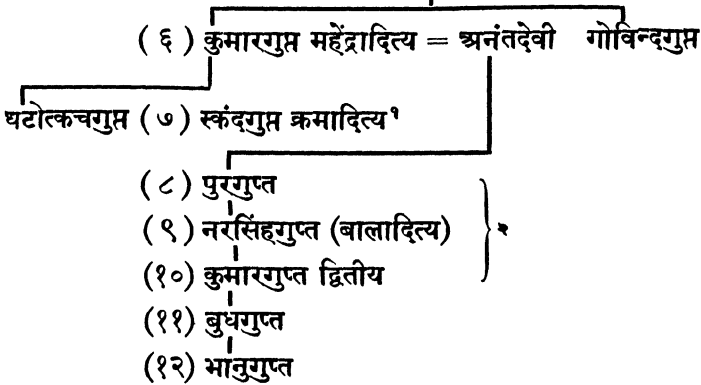 (६) कुमारगुप्त महेंद्रादित्य = अनंतदेवी गोविन्दगुप्त
घटोत्कचगुप्त (७) स्कंदगुप्त क्रमादित्य१
(८) पुरगुप्त
(९) नरसिंहगुप्त (बालादित्य)
(१०) कुमारगुप्त द्वितीय
(११) बुधगुप्त
(१२) भानुगुप्त